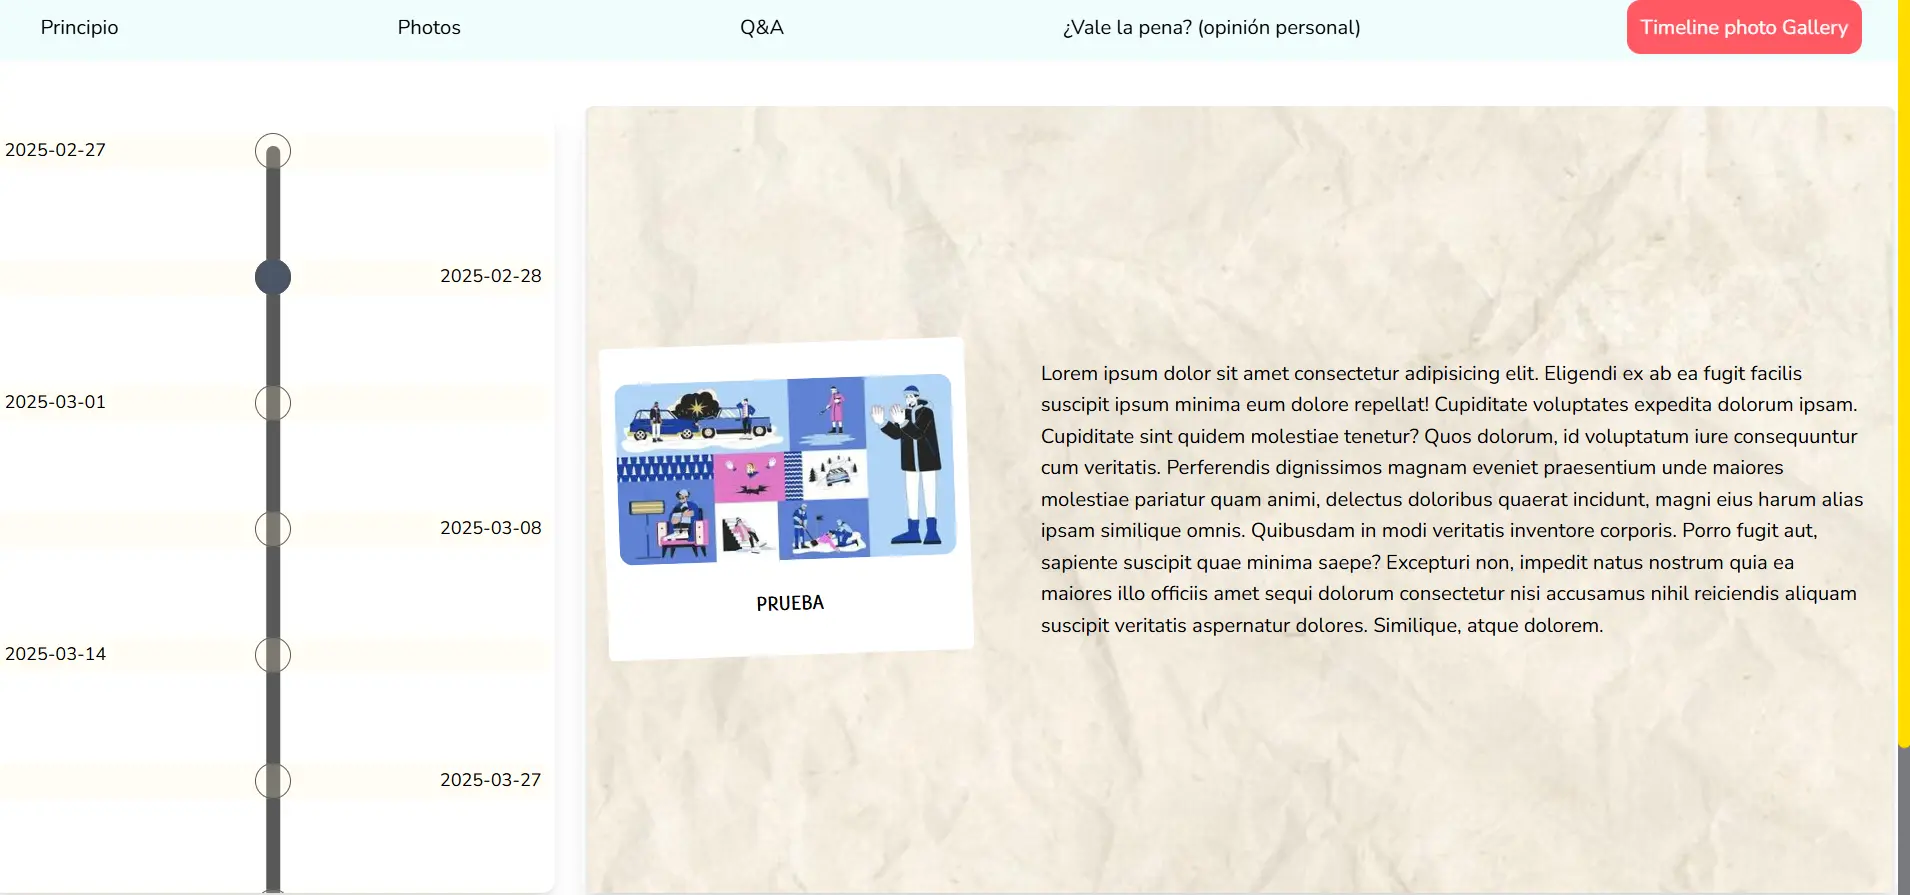 Principio
Photos
Q&A
¿Vale la pena? (opinión personal)
Timeline photo Gallery
2025-02-27
2025-02-28
2025-03-01
2025-03-08
2025-03-14
2025-03-27
PRUEBA
Lorem ipsum dolor sit amet consectetur adipisicing elit. Eligendi ex ab ea fugit facilis
suscipit ipsum minima eum dolore repellat! Cupiditate voluptates expedita dolorum ipsam.
Cupiditate sint quidem molestiae tenetur? Quos dolorum, id voluptatum iure consequuntur
cum veritatis. Perferendis dignissimos magnam eveniet praesentium unde maiores
molestiae pariatur quam animi, delectus doloribus quaerat incidunt, magni eius harum alias
ipsam similique omnis. Quibusdam in modi veritatis inventore corporis. Porro fugit aut,
sapiente suscipit quae minima saepe? Excepturi non, impedit natus nostrum quia ea
maiores illo officiis amet sequi dolorum consectetur nisi accusamus nihil reiciendis aliquam
suscipit veritatis aspernatur dolores. Similique, atque dolorem.